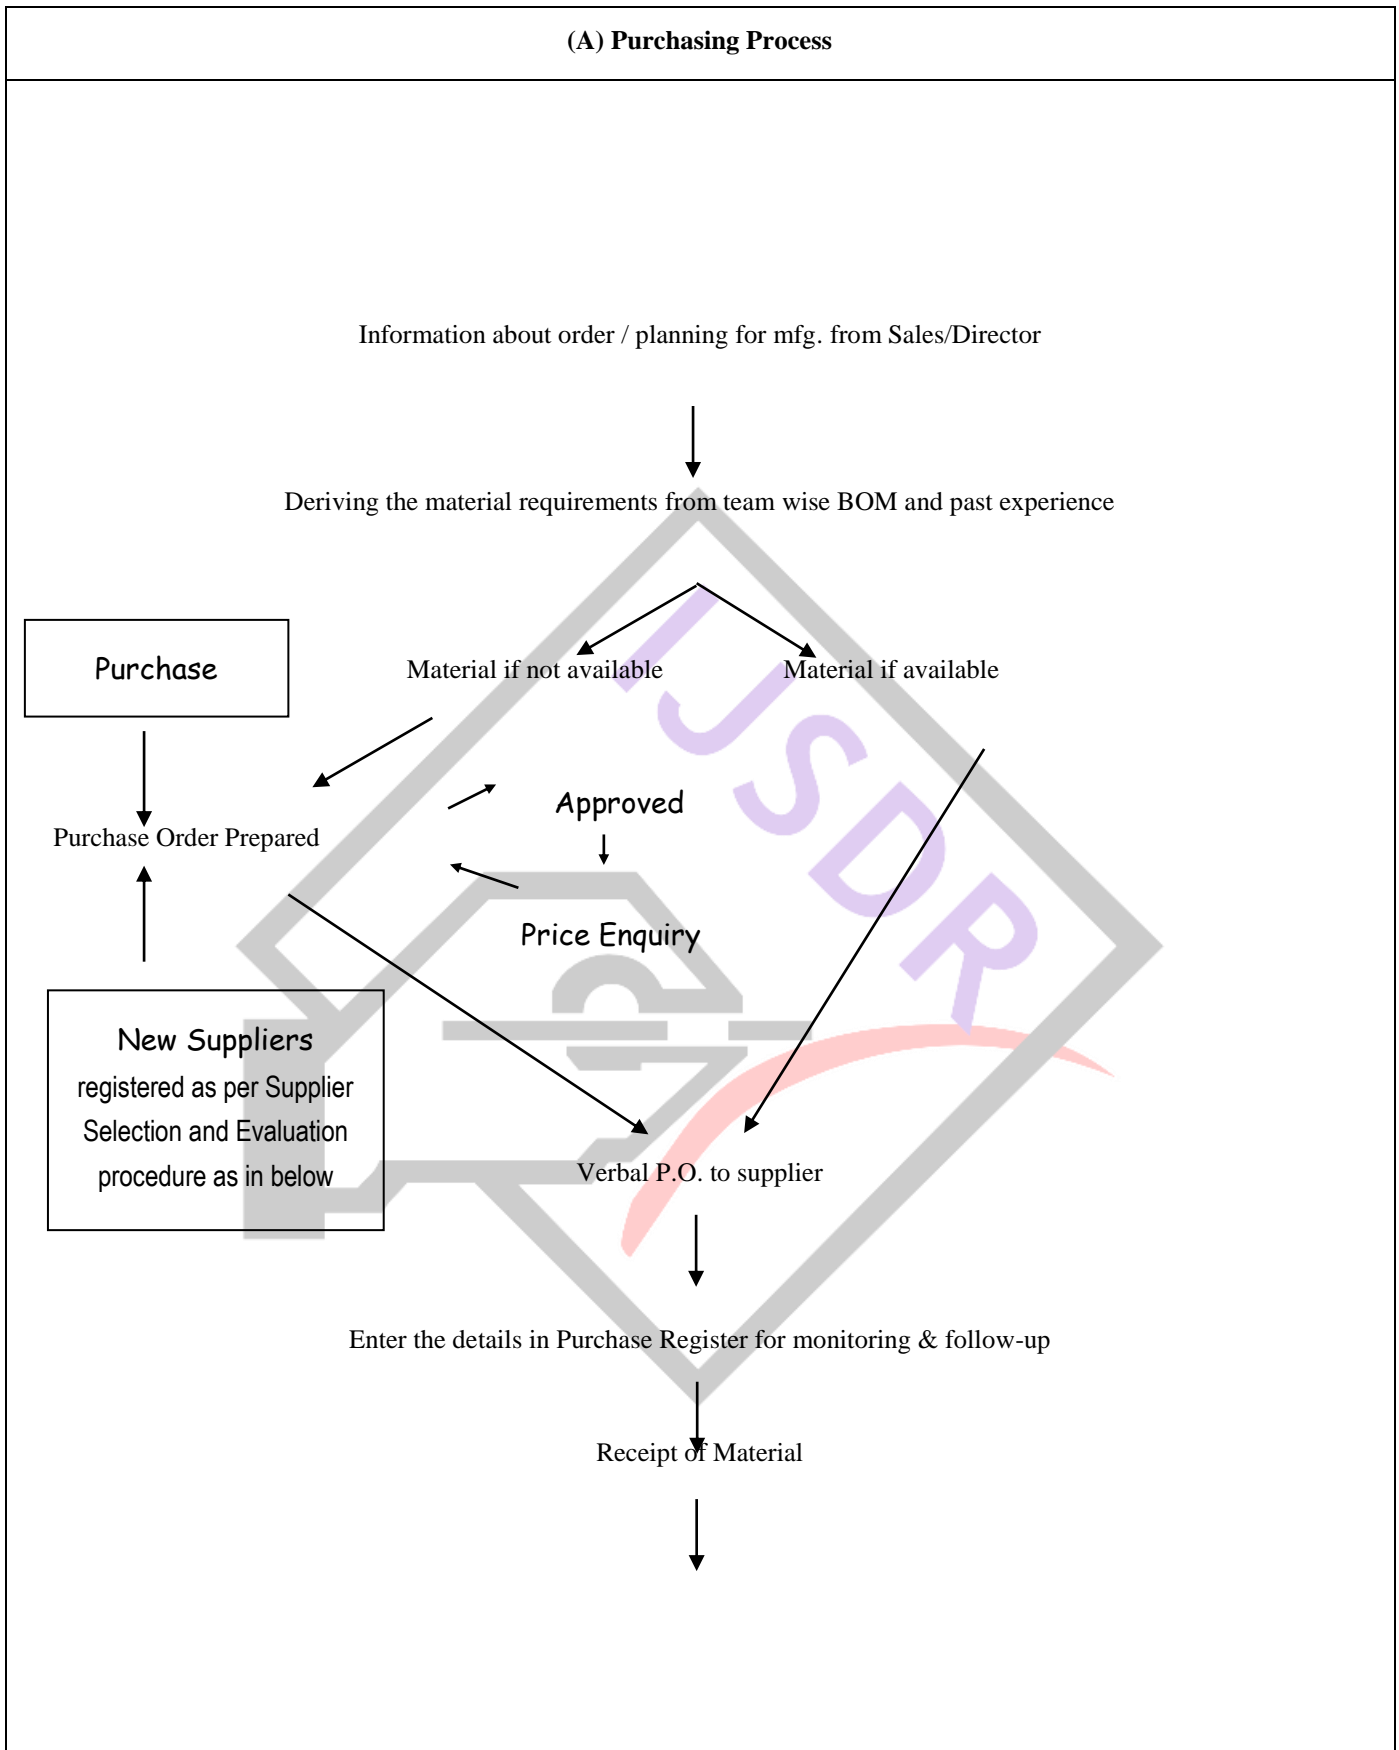 (A) Purchasing Process
Information about order / planning for mfg. from Sales/Director
Deriving the material requirements from team wise BOM and past experience
Purchase
Material if not available
Material if available
Approved
Purchase Order Prepared
Price Enquiry
New Suppliers
registered as per Supplier
Selection and Evaluation
procedure as in below
Verbal P.O. to supplier
Enter the details in Purchase Register for monitoring & follow-up
Receipt of Material
IJSDR